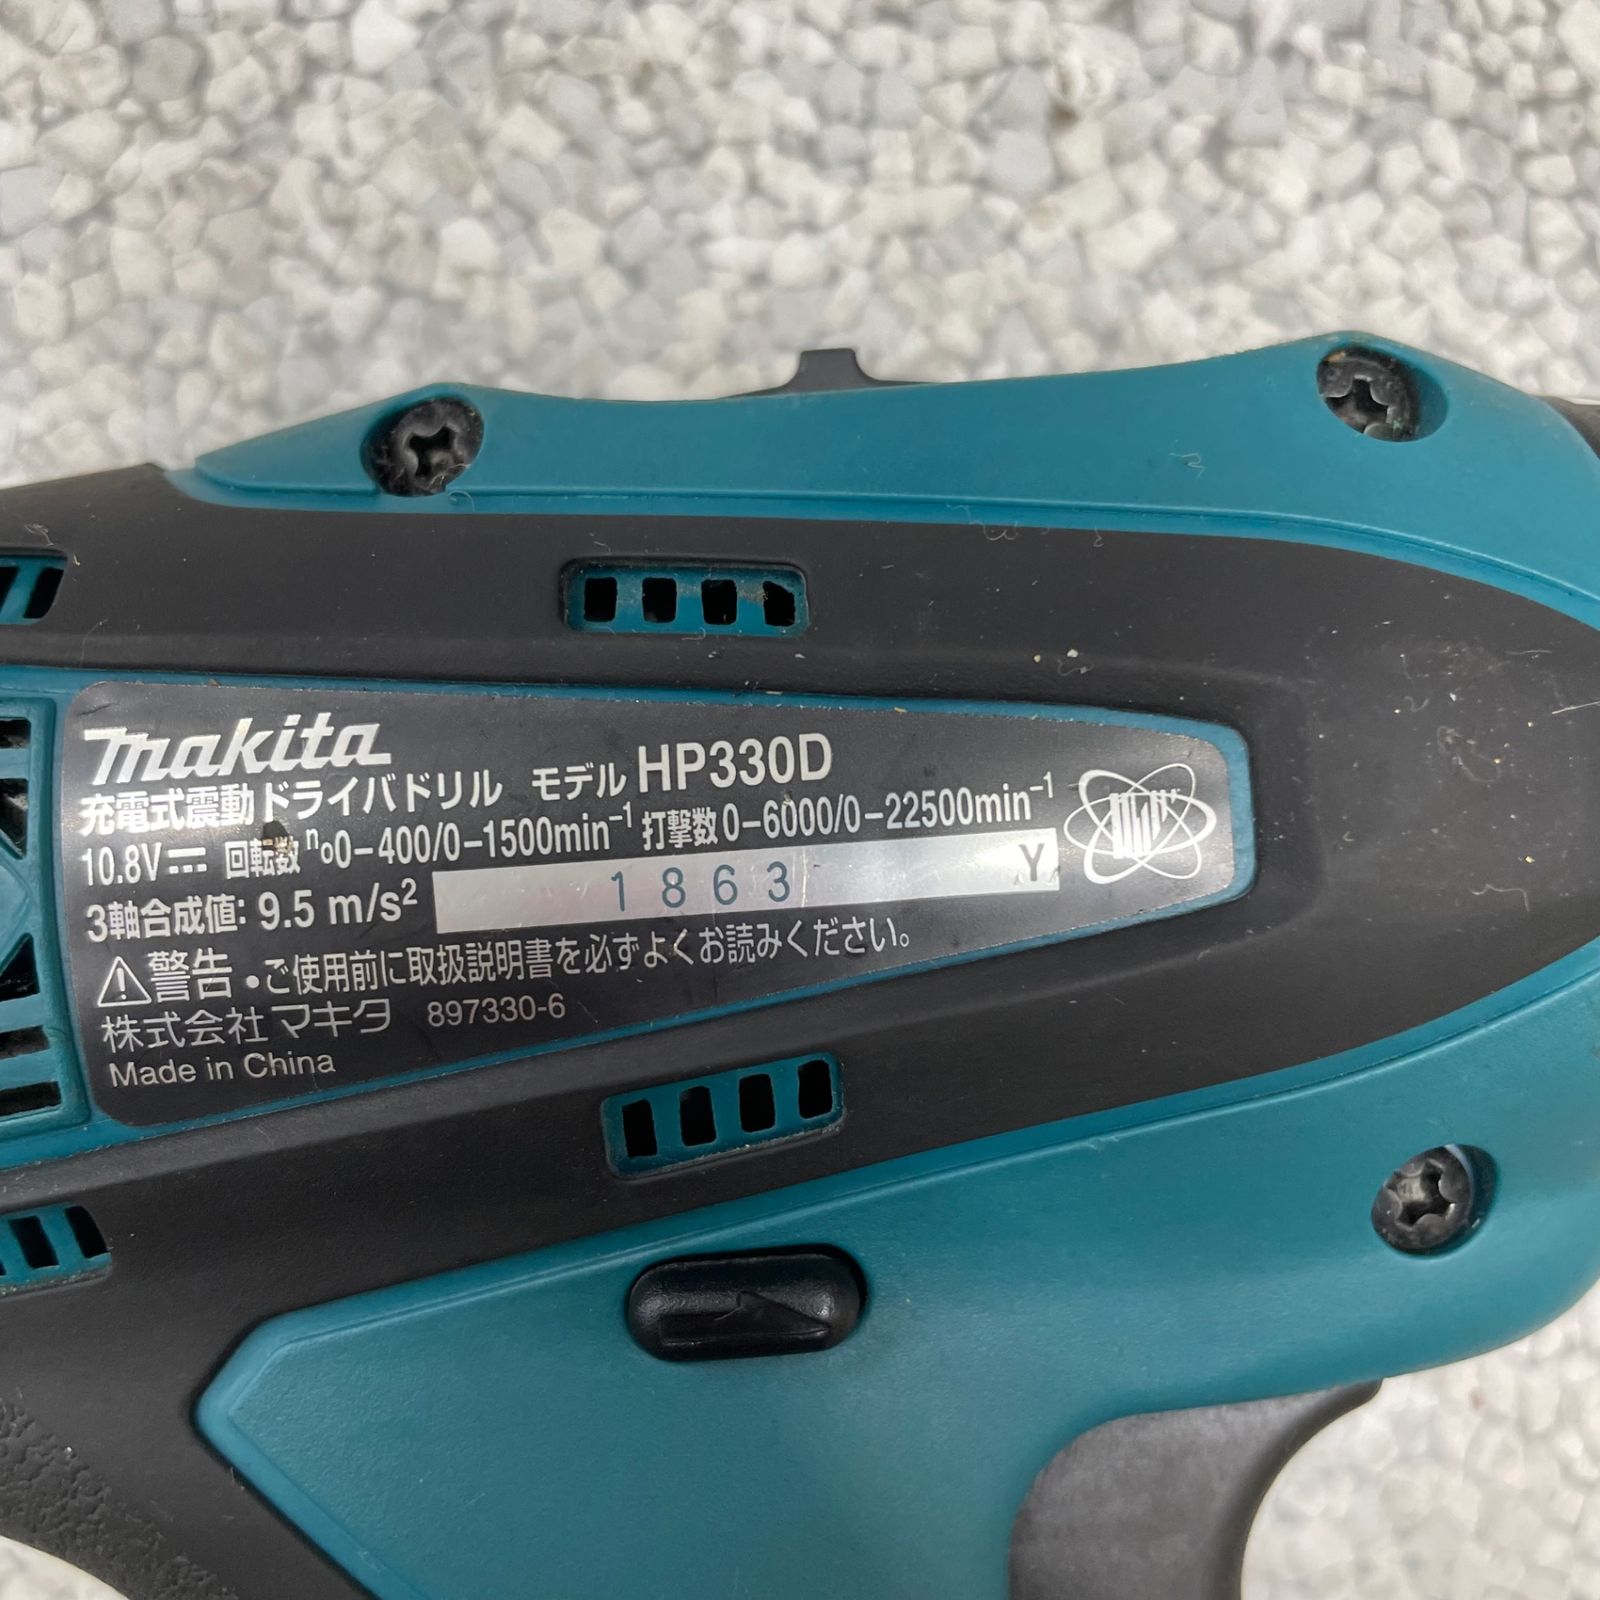 makita
充電式震動ドライバドリル モデル HP330D
10.8V⎓ 回転数 n₀0-400/0-1500min⁻¹ 打撃数0-6000/0-22500min⁻¹
3軸合成値: 9.5 m/s² 1863 Y
⚠警告 ・ご使用前に取扱説明書を必ずよくお読みください。
株式会社マキタ 897330-6
Made in China